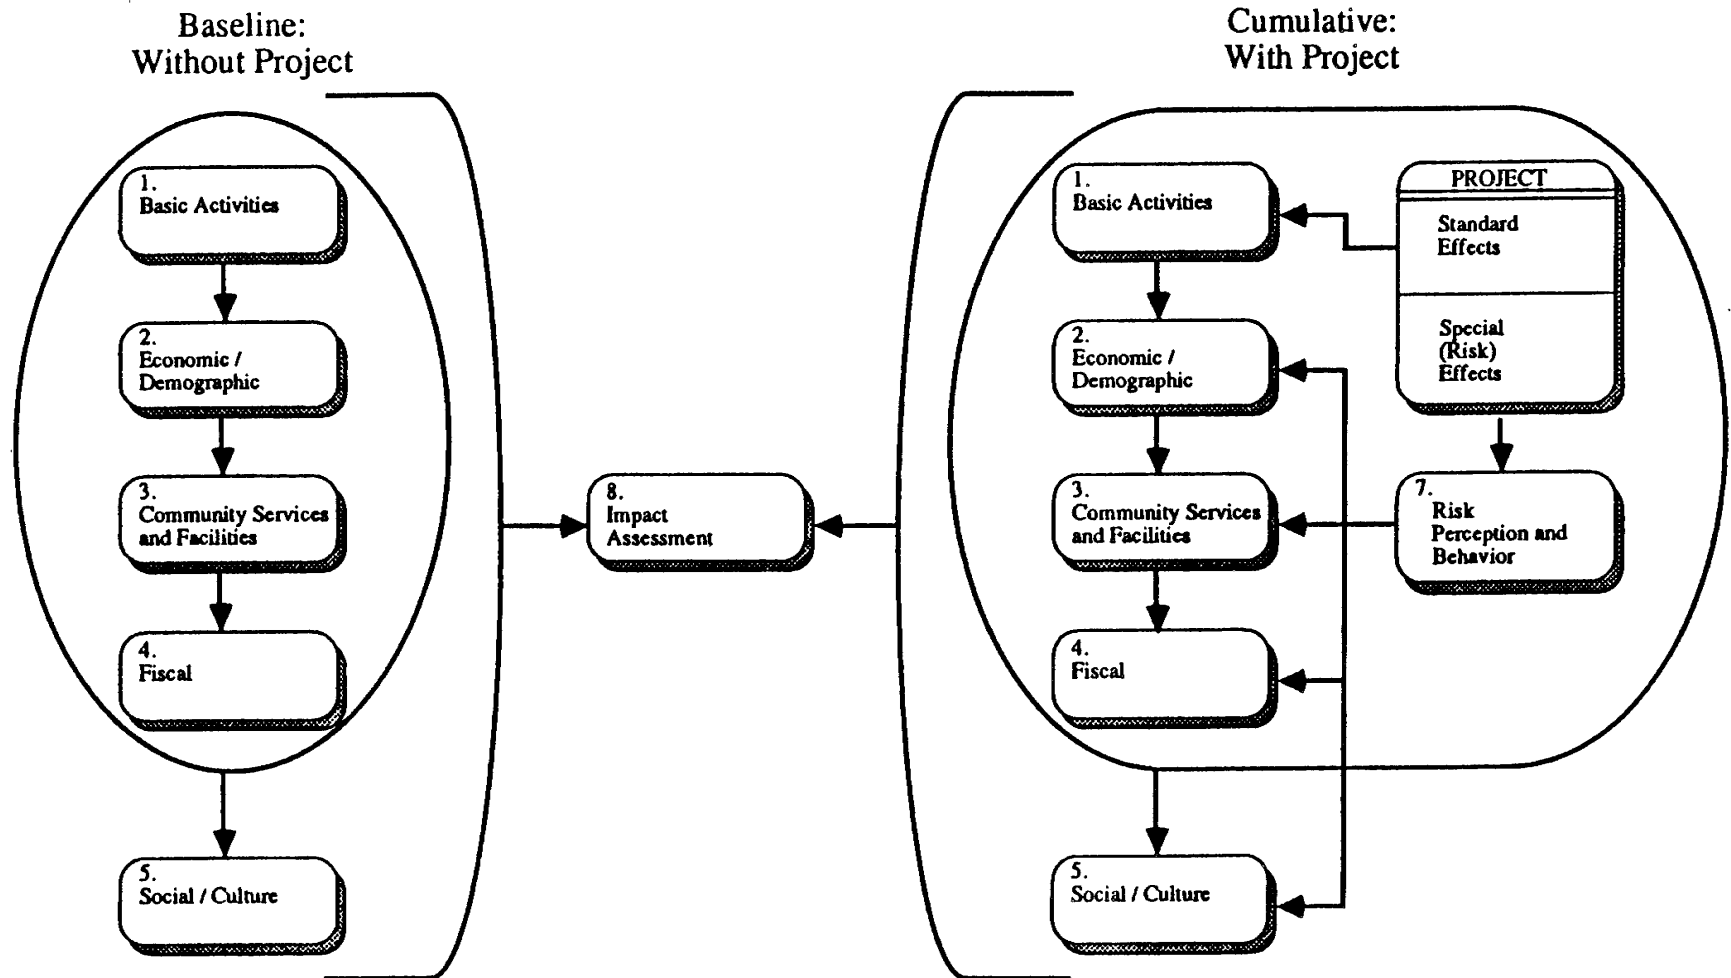 Baseline:
Without Project
1.
Basic Activities
2.
Economic /
Demographic
3.
Community Services
and Facilities
4.
Fiscal
5.
Social / Culture
8.
Impact
Assessment
Cumulative:
With Project
1.
Basic Activities
2.
Economic /
Demographic
3.
Community Services
and Facilities
4.
Fiscal
5.
Social / Culture
PROJECT
Standard
Effects
Special
(Risk)
Effects
7.
Risk
Perception and
Behavior